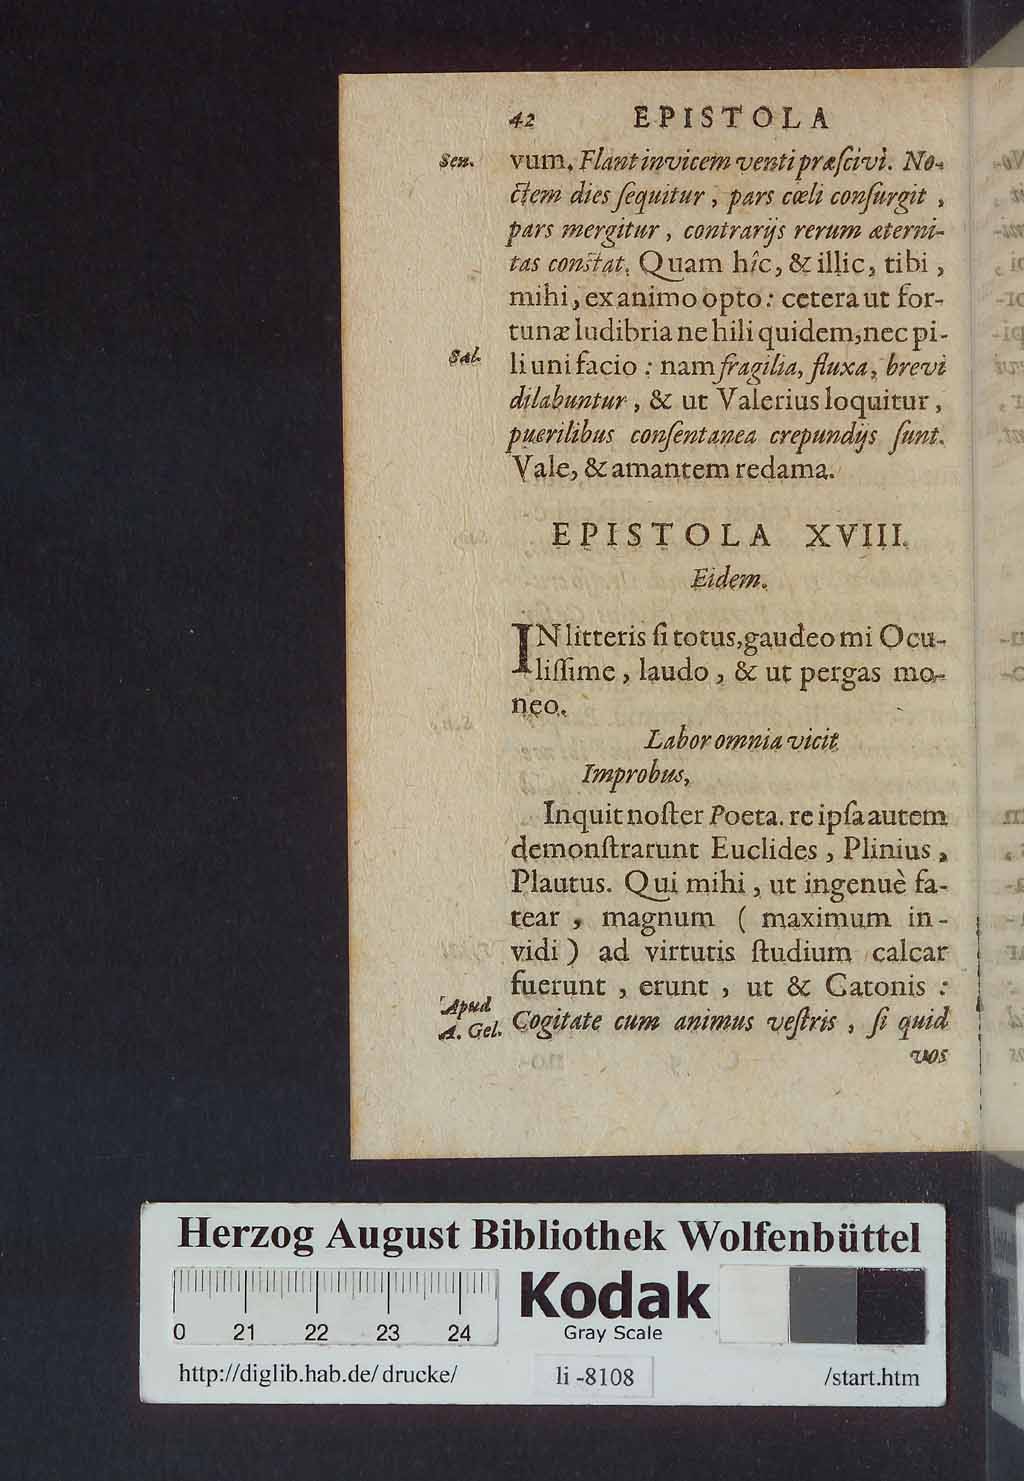 42 EPISTOLA
Sen. vum. Flant invicem venti præſcivi. No-
ctem dies ſequitur, pars cœli conſurgit,
pars mergitur, contrarijs rerum æterni-
tas constat. Quam hîc, & illic, tibi,
mihi, ex animo opto: cetera ut for-
tunæ ludibria ne hili quidem, nec pi-
Sal. li uni facio: nam fragilia, fluxa, brevi
dilabuntur, & ut Valerius loquitur,
puerilibus conſentanea crepundijs ſunt.
Vale, & amantem redama.
EPISTOLA XVIII.
Eidem.
IN litteris ſi totus, gaudeo mi Ocu-
liſſime, laudo, & ut pergas mo-
neo.
Labor omnia vicit
Improbus,
Inquit noſter Poeta. re ipſa autem
demonſtrarunt Euclides, Plinius,
Plautus. Qui mihi, ut ingenuè fa-
tear, magnum ( maximum in-
vidi ) ad virtutis ſtudium calcar
fuerunt, erunt, ut & Catonis:
Apud
A. Gel. Cogitate cum animus veſtris, ſi quid
vos
Herzog August Bibliothek Wolfenbüttel
0 21 22 23 24
Kodak
Gray Scale
http://diglib.hab.de/drucke/ li -8108 /start.htm